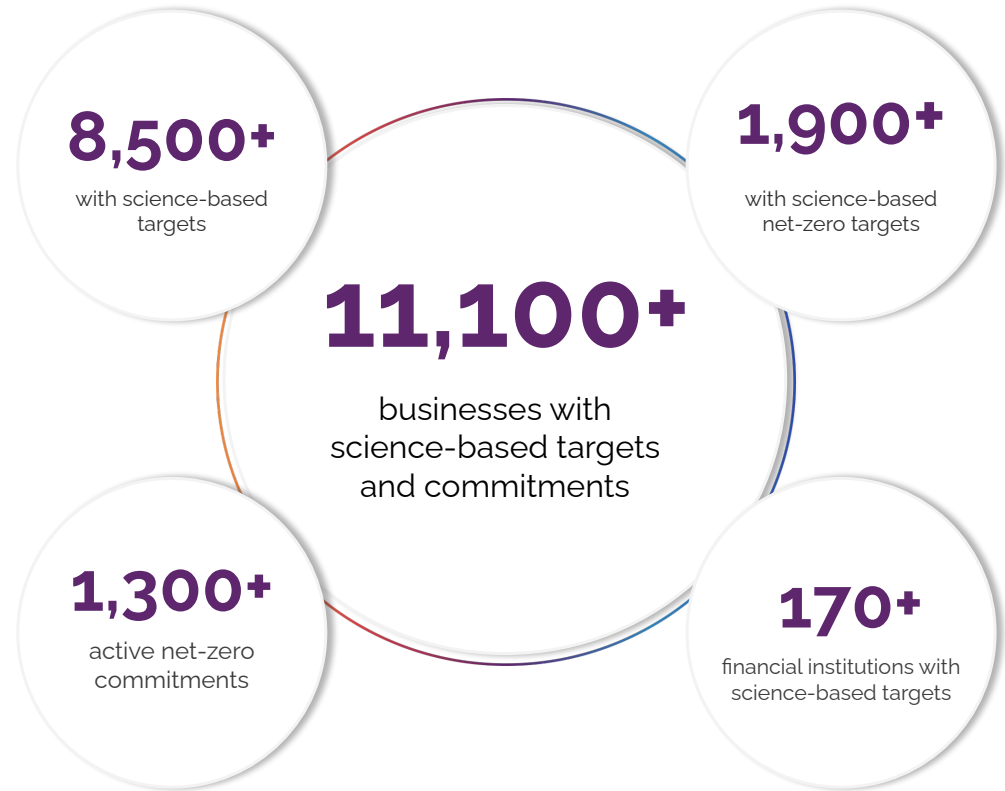 8,500+
with science-based
targets
1,900+
with science-based
net-zero targets
11,100+
businesses with
science-based targets
and commitments
1,300+
active net-zero
commitments
170+
financial institutions with
science-based targets